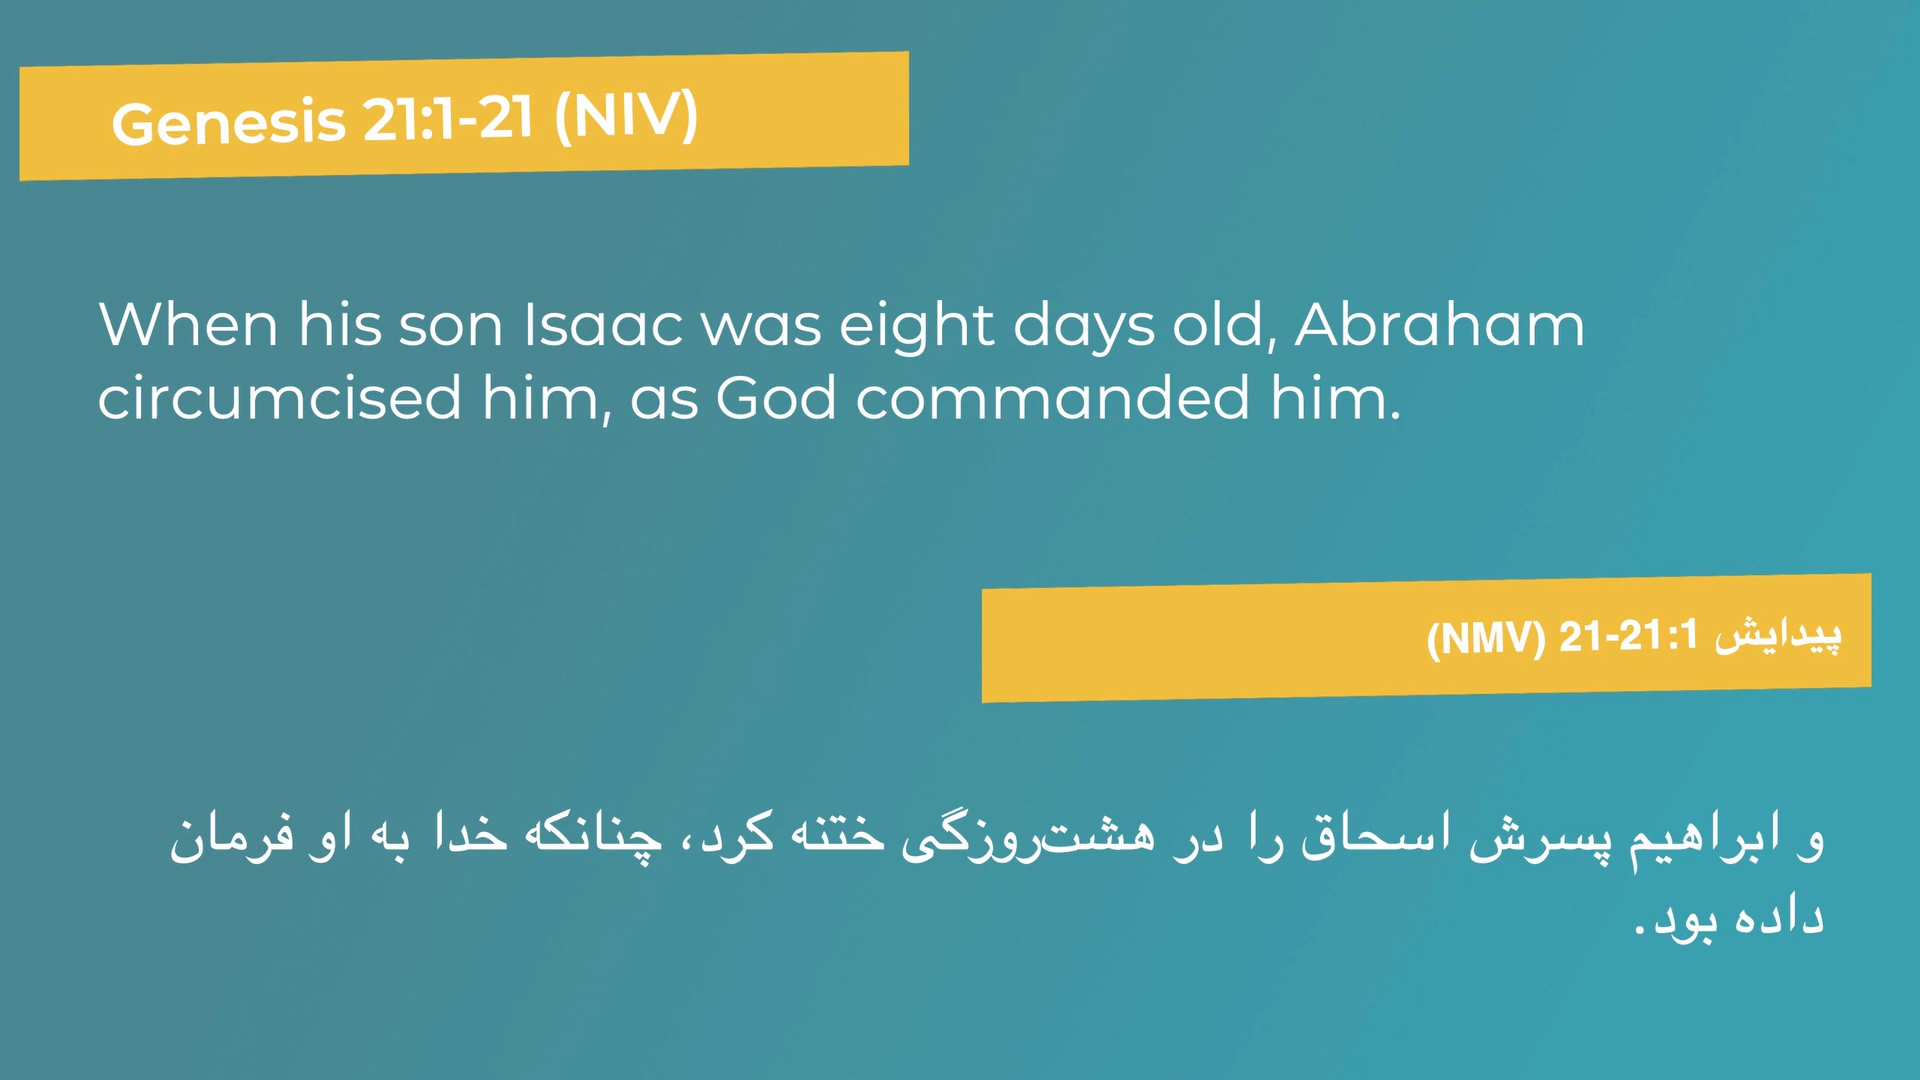 Genesis 21:1-21 (NIV)
When his son Isaac was eight days old, Abraham
circumcised him, as God commanded him.
پیدایش 21:1-21 (NMV)
و ابراهیم پسرش اسحاق را در هشت‌روزگی ختنه کرد، چنانکه خدا به او فرمان
داده بود.